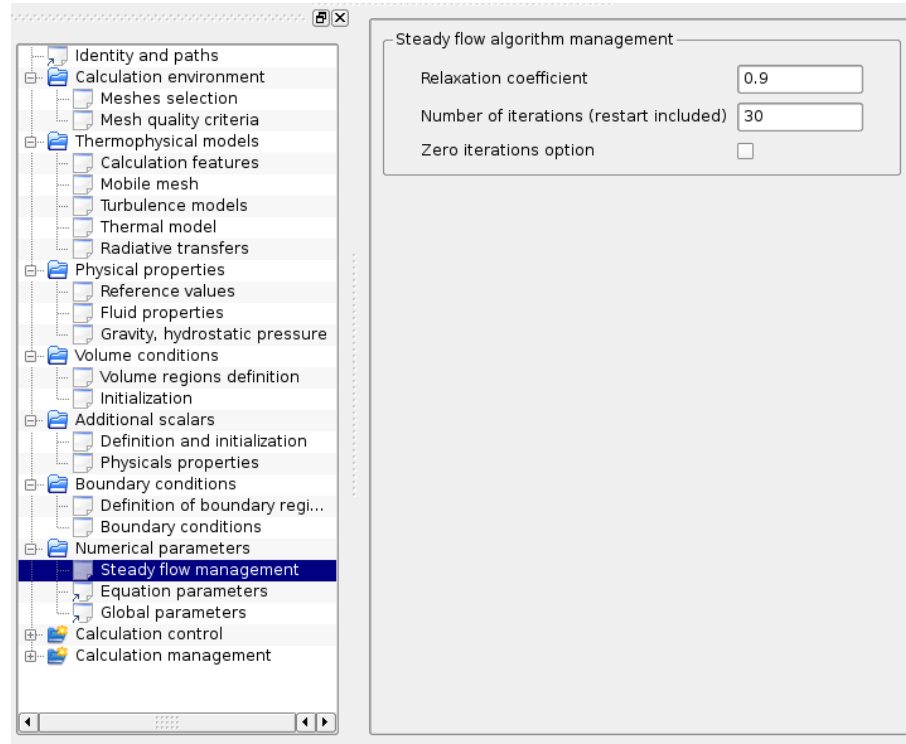 Identity and paths
Calculation environment
Meshes selection
Mesh quality criteria
Thermophysical models
Calculation features
Mobile mesh
Turbulence models
Thermal model
Radiative transfers
Physical properties
Reference values
Fluid properties
Gravity, hydrostatic pressure
Volume conditions
Volume regions definition
Initialization
Additional scalars
Definition and initialization
Physicals properties
Boundary conditions
Definition of boundary regi...
Boundary conditions
Numerical parameters
Steady flow management
Equation parameters
Global parameters
Calculation control
Calculation management
Steady flow algorithm management
Relaxation coefficient 0.9
Number of iterations (restart included) 30
Zero iterations option